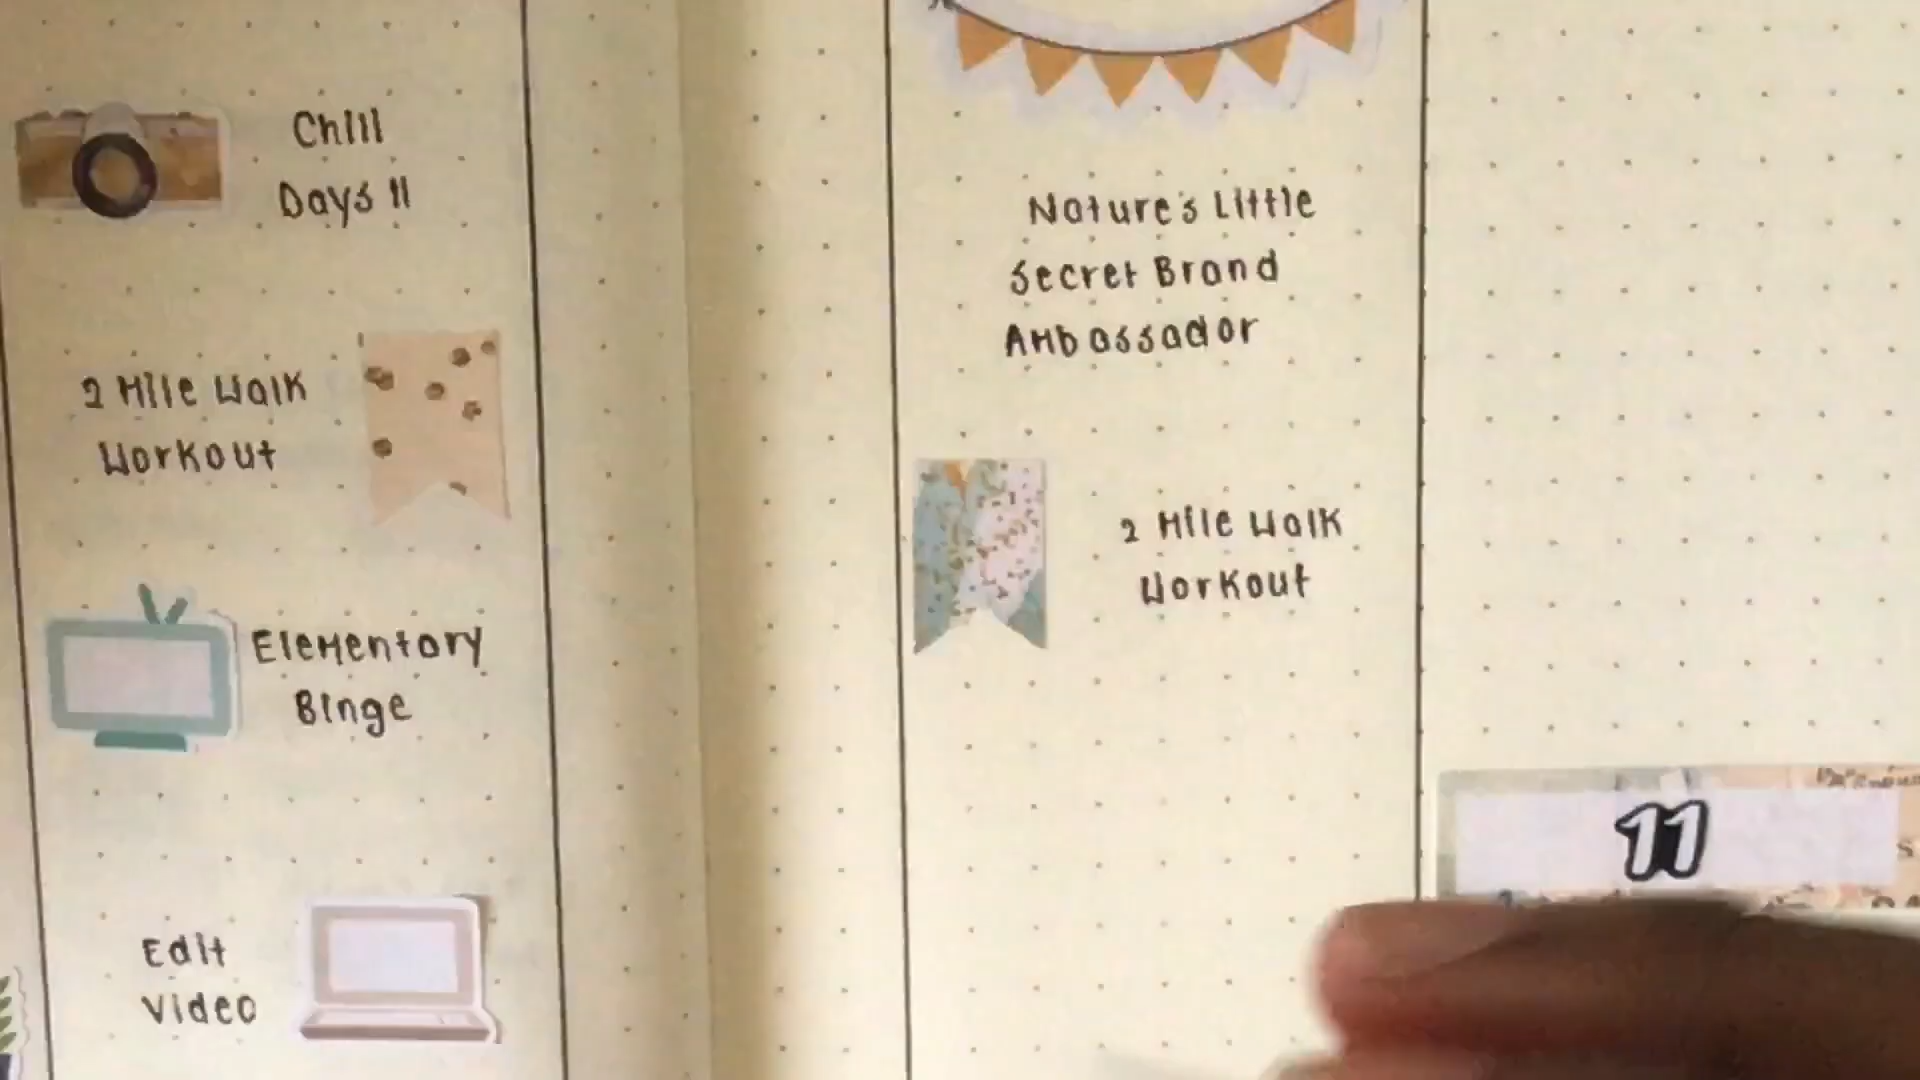 Chill
Days 11
2 Mile Walk
Workout
Elementary
Binge
Edit
Video
Nature's Little
Secret Brand
Ambassador
2 Mile Walk
Workout
11